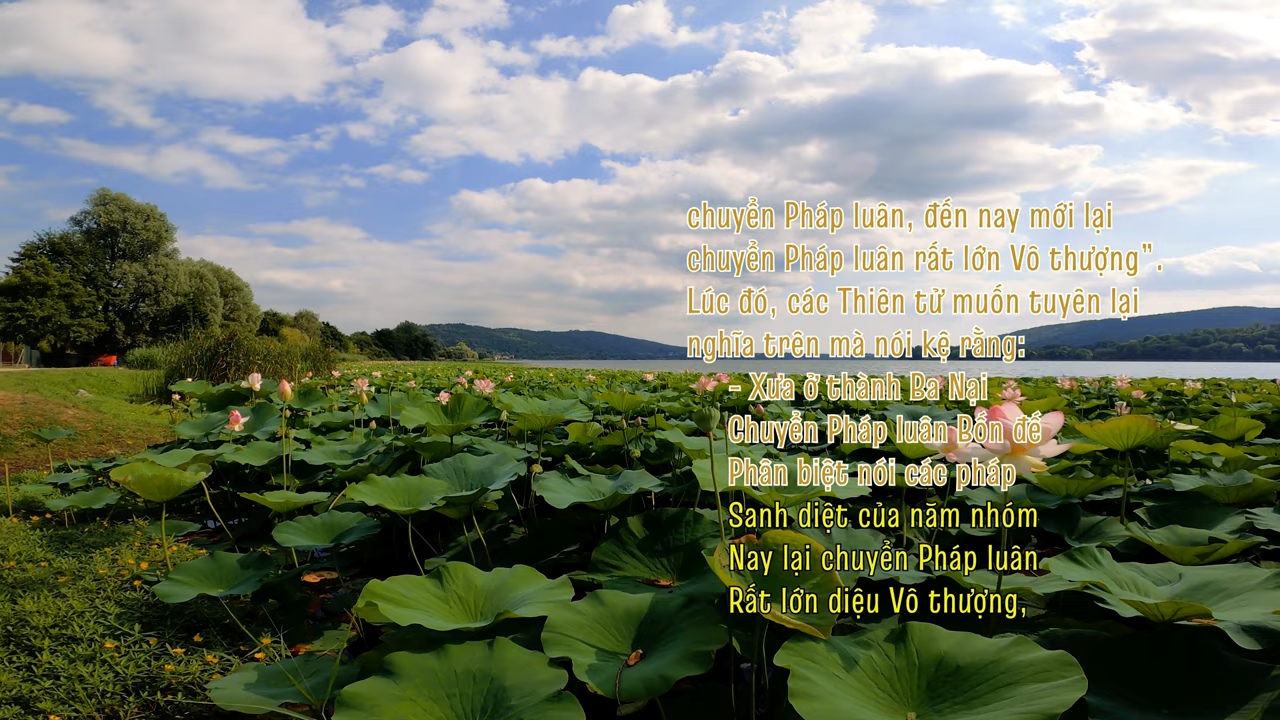 chuyển Pháp luân, đến nay mới lại
chuyển Pháp luân rất lớn Vô thượng".
Lúc đó, các Thiên tử muốn tuyên lại
nghĩa trên mà nói kệ rằng:
- Xưa ở thành Ba Nại
Chuyển Pháp luân Bốn đế
Phân biệt nói các pháp
Sanh diệt của năm nhóm
Nay lại chuyển Pháp luân
Rất lớn diệu Vô thượng,